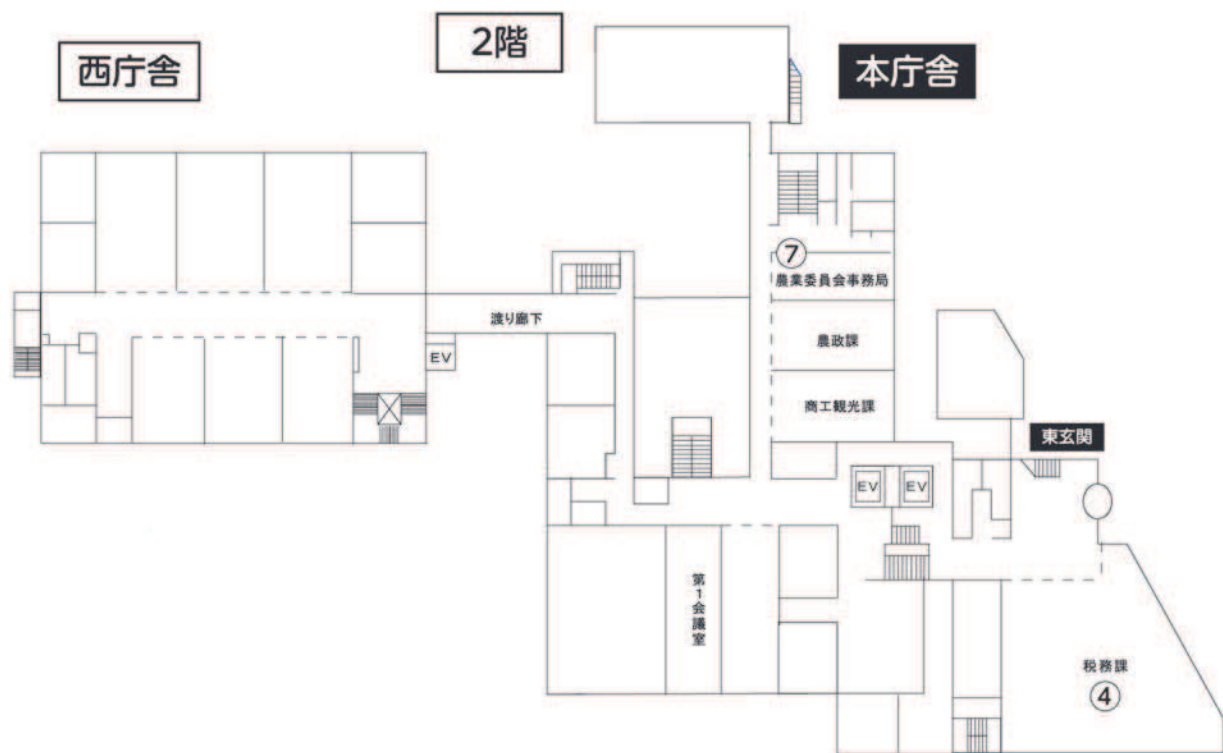 2階
西庁舎
本庁舎
⑦
農業委員会事務局
渡り廊下
農政課
EV
商工観光課
東玄関
EV
EV
第1会議室
税務課
④